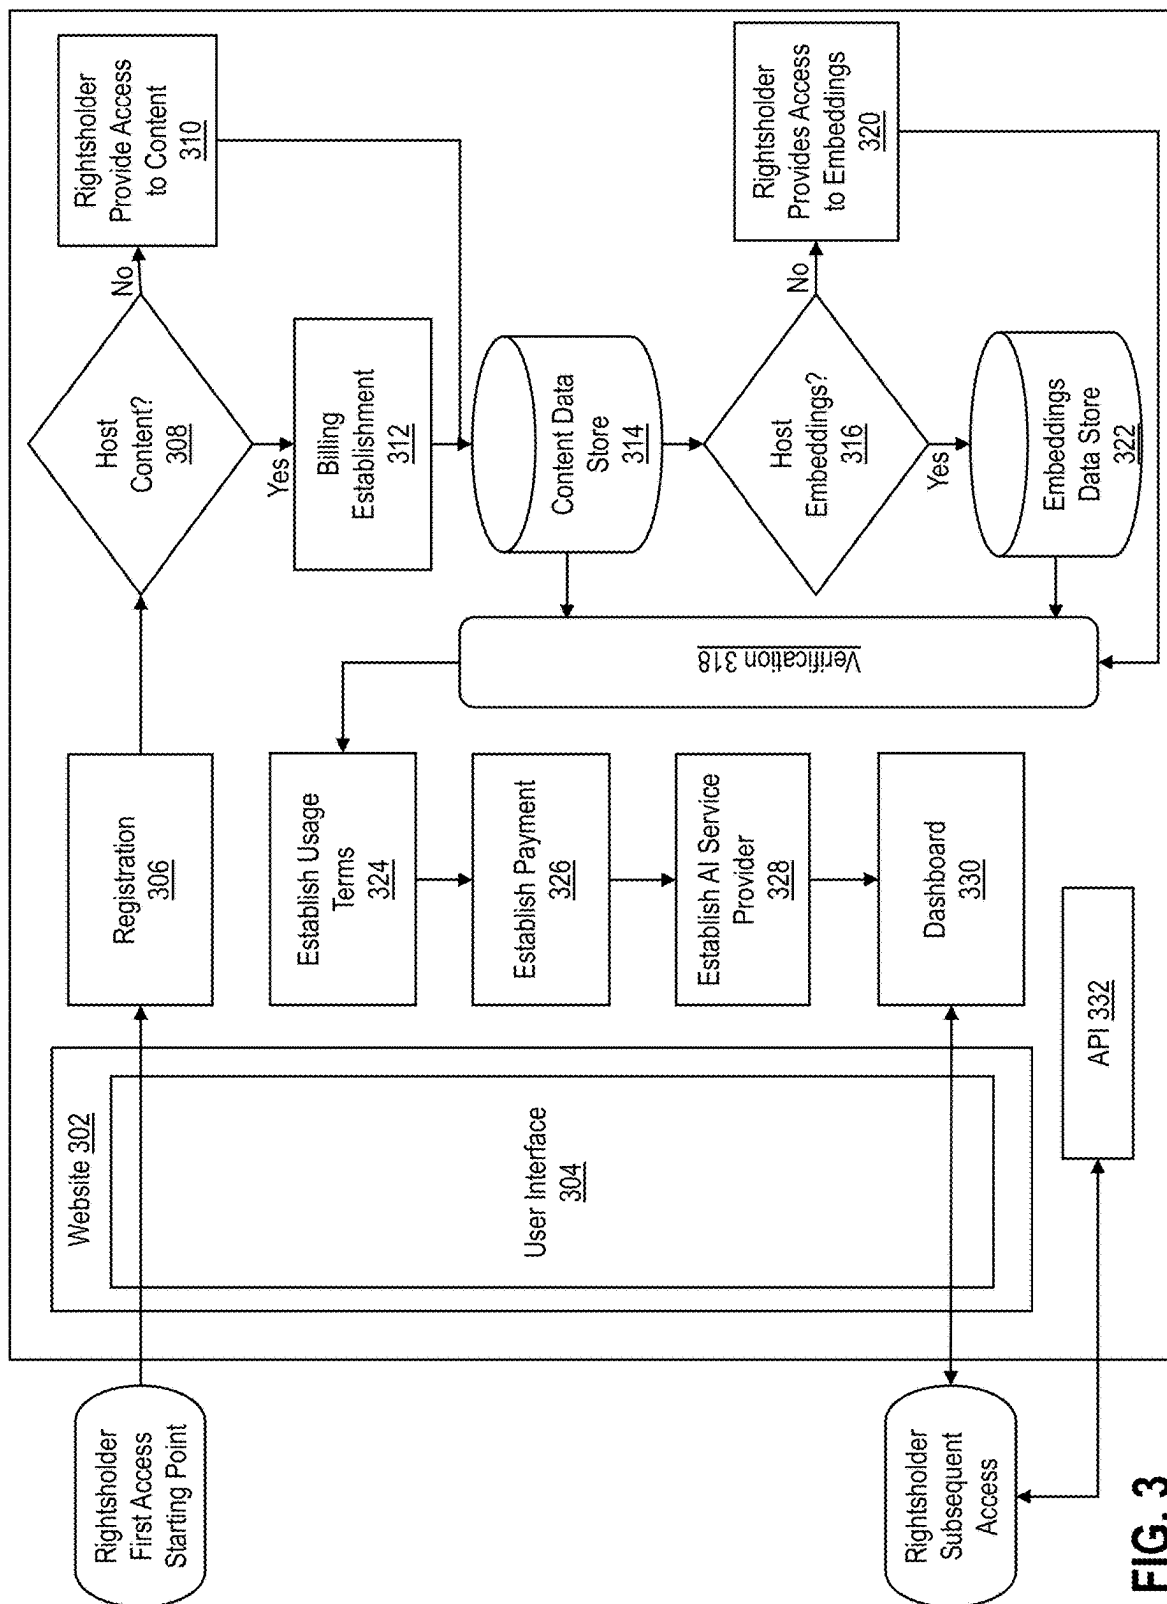 Rightsholder
First Access
Starting Point
Website 302
User Interface
304
Registration
306
Host
Content?
308
No
Rightsholder
Provide Access
to Content
310
Yes
Billing
Establishment
312
Content Data
Store
314
Host
Embeddings?
316
No
Rightsholder
Provides Access
to Embeddings
320
Yes
Embeddings
Data Store
322
Verification 318
Establish Usage
Terms
324
Establish Payment
326
Establish AI Service
Provider
328
Dashboard
330
Rightsholder
Subsequent
Access
API 332
FIG. 3